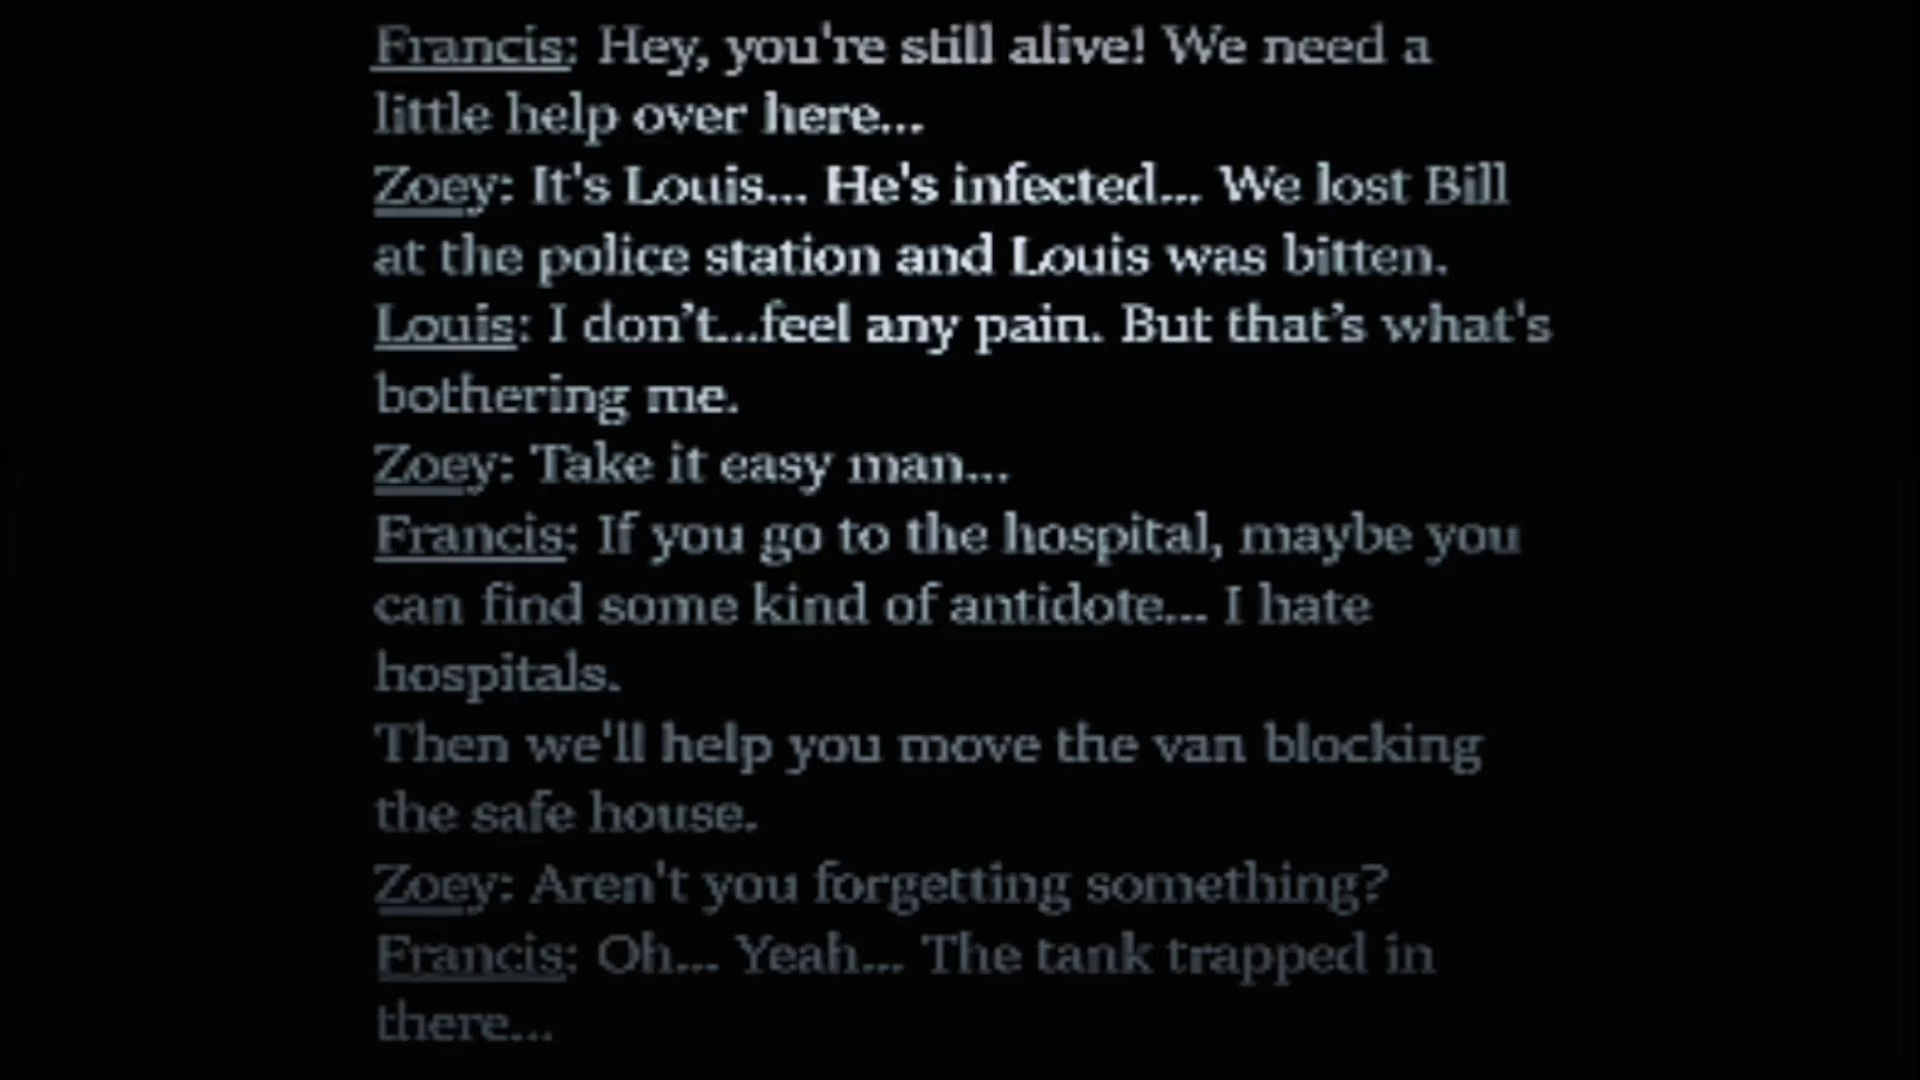 Francis: Hey, you're still alive! We need a
little help over here...
Zoey: It's Louis... He's infected... We lost Bill
at the police station and Louis was bitten.
Louis: I don’t...feel any pain. But that’s what's
bothering me.
Zoey: Take it easy man...
Francis: If you go to the hospital, maybe you
can find some kind of antidote... I hate
hospitals.
Then we'll help you move the van blocking
the safe house.
Zoey: Aren't you forgetting something?
Francis: Oh... Yeah... The tank trapped in
there...